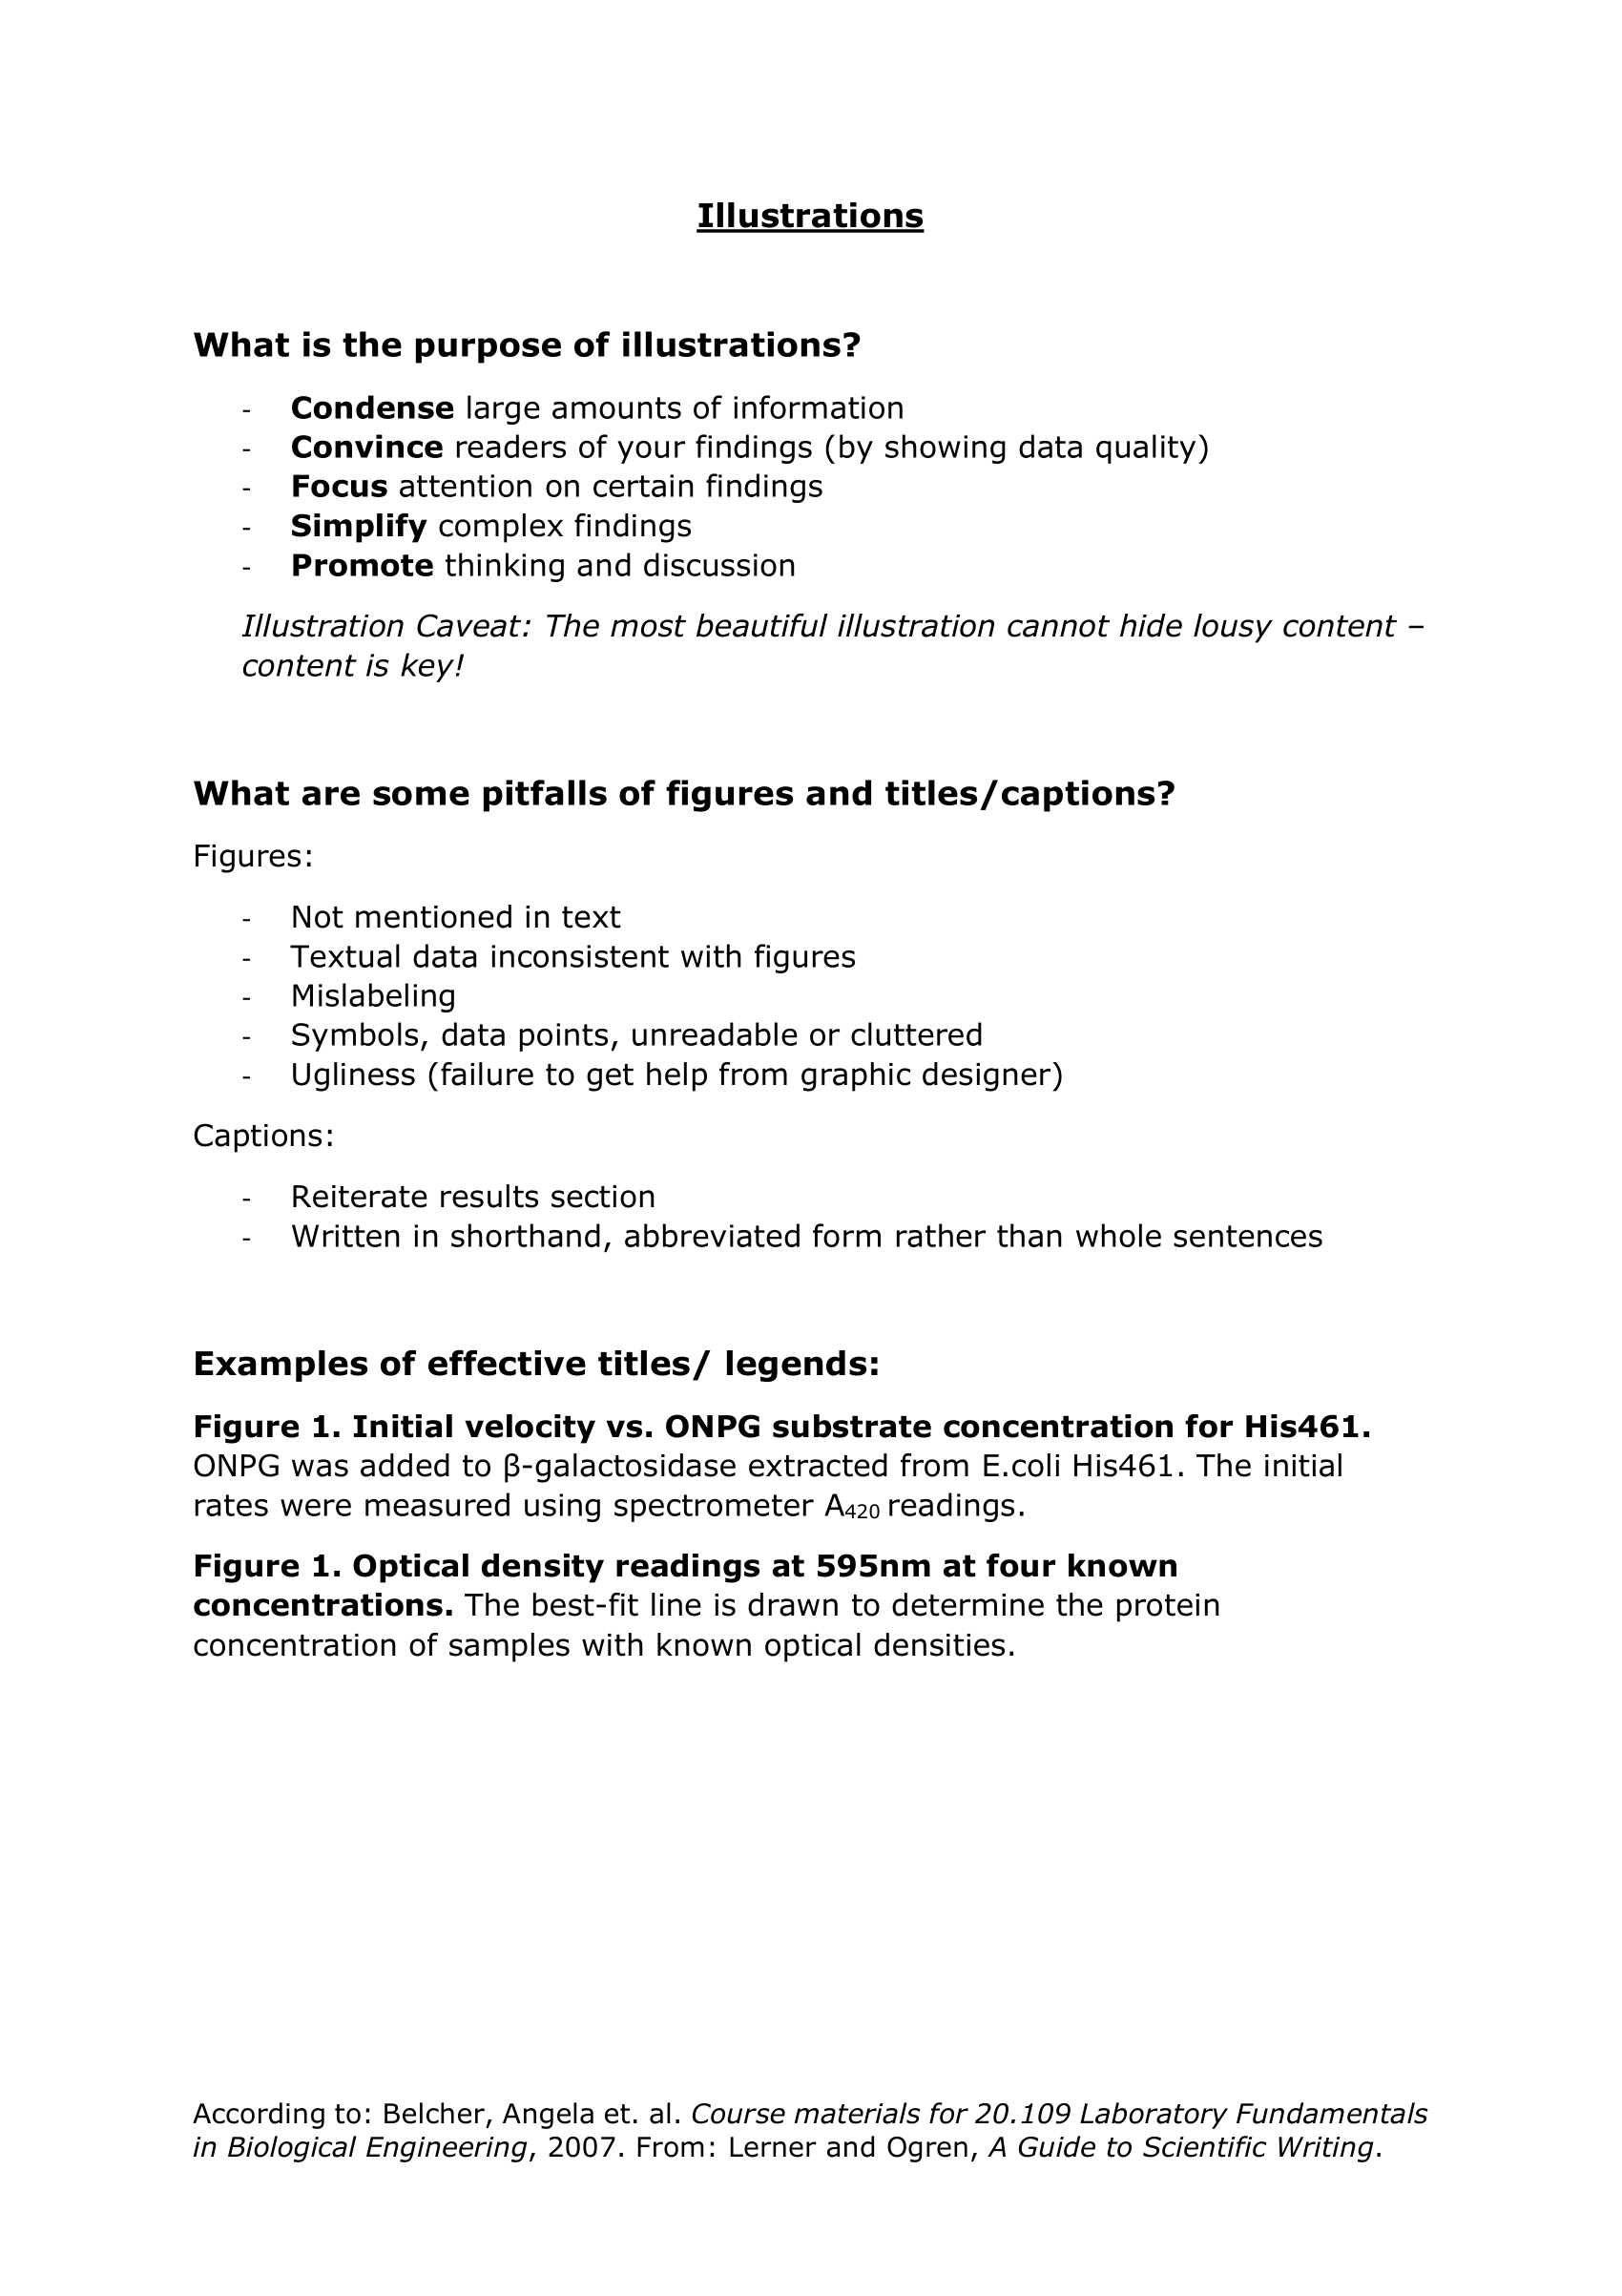 Illustrations
What is the purpose of illustrations?
- Condense large amounts of information
- Convince readers of your findings (by showing data quality)
- Focus attention on certain findings
- Simplify complex findings
- Promote thinking and discussion
Illustration Caveat: The most beautiful illustration cannot hide lousy content –
content is key!
What are some pitfalls of figures and titles/captions?
Figures:
- Not mentioned in text
- Textual data inconsistent with figures
- Mislabeling
- Symbols, data points, unreadable or cluttered
- Ugliness (failure to get help from graphic designer)
Captions:
- Reiterate results section
- Written in shorthand, abbreviated form rather than whole sentences
Examples of effective titles/ legends:
Figure 1. Initial velocity vs. ONPG substrate concentration for His461.
ONPG was added to β-galactosidase extracted from E.coli His461. The initial
rates were measured using spectrometer A420 readings.
Figure 1. Optical density readings at 595nm at four known
concentrations. The best-fit line is drawn to determine the protein
concentration of samples with known optical densities.
According to: Belcher, Angela et. al. Course materials for 20.109 Laboratory Fundamentals
in Biological Engineering, 2007. From: Lerner and Ogren, A Guide to Scientific Writing.